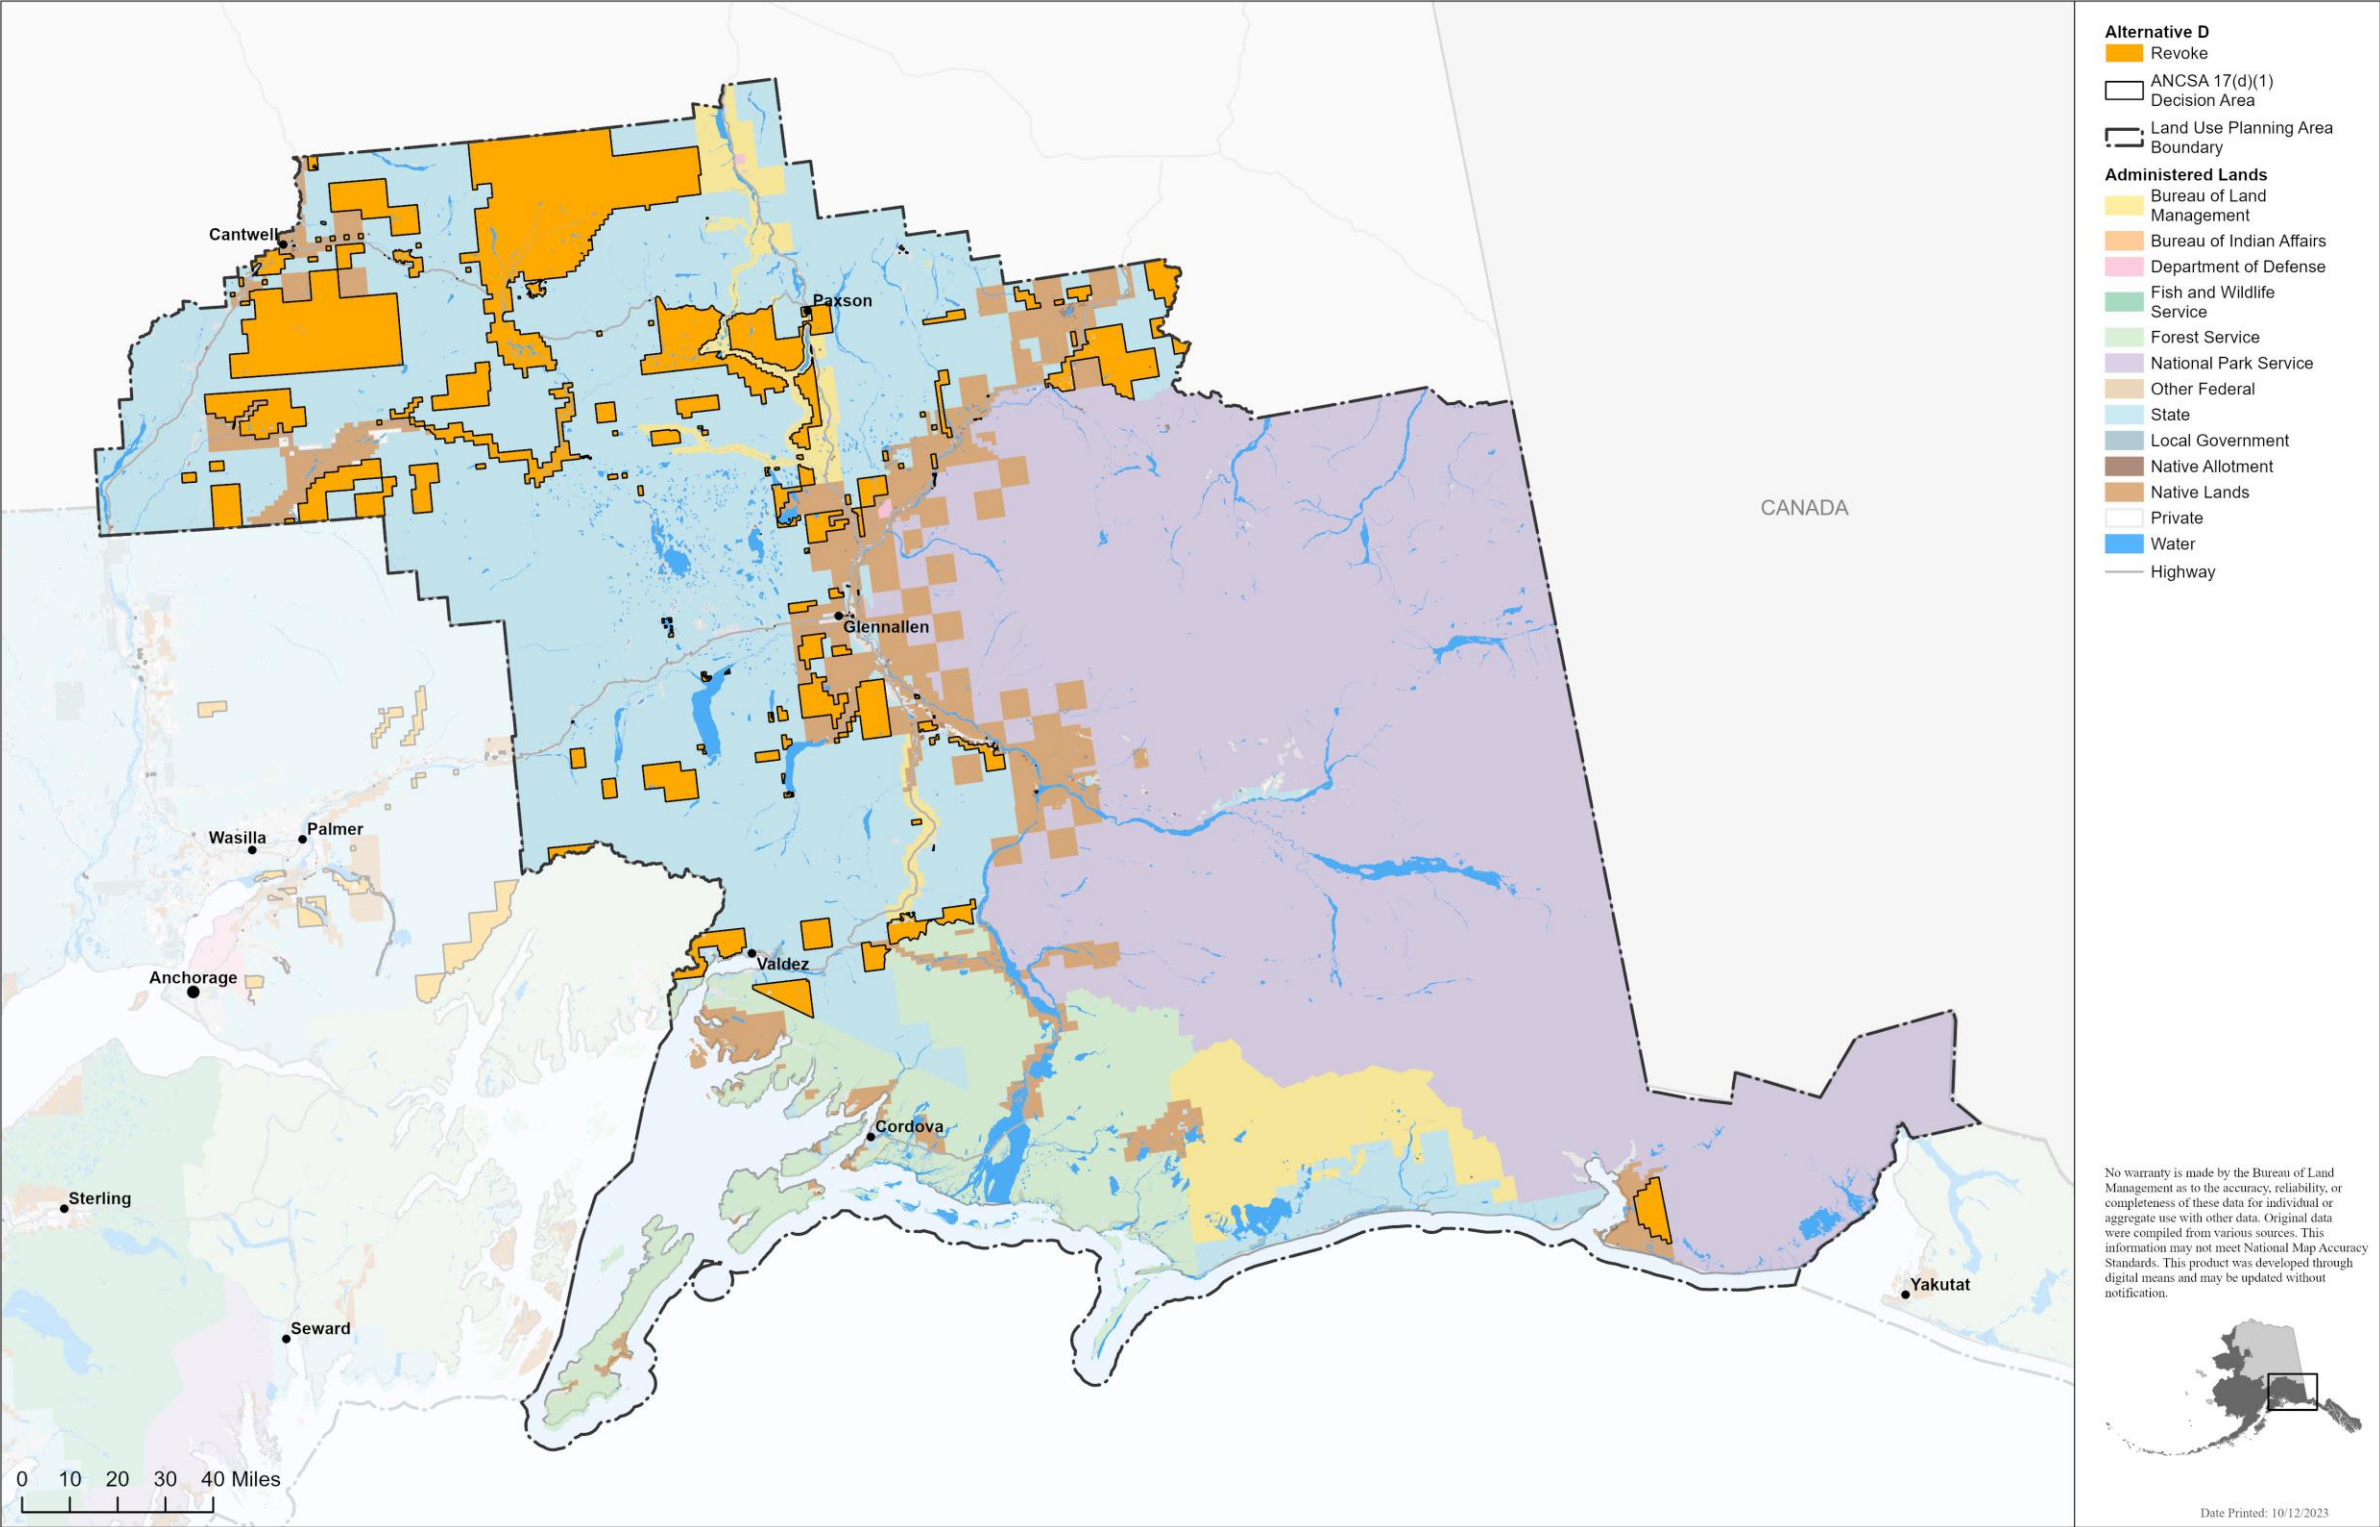 Cantwell
Paxson
CANADA
Glennallen
Wasilla
Palmer
Anchorage
Valdez
Cordova
Sterling
Seward
Yakutat
0 10 20 30 40 Miles
Alternative D
Revoke
ANCSA 17(d)(1)
Decision Area
Land Use Planning Area
Boundary
Administered Lands
Bureau of Land
Management
Bureau of Indian Affairs
Department of Defense
Fish and Wildlife
Service
Forest Service
National Park Service
Other Federal
State
Local Government
Native Allotment
Native Lands
Private
Water
Highway
No warranty is made by the Bureau of Land
Management as to the accuracy, reliability, or
completeness of these data for individual or
aggregate use with other data. Original data
were compiled from various sources. This
information may not meet National Map Accuracy
Standards. This product was developed through
digital means and may be updated without
notification.
Date Printed: 10/12/2023